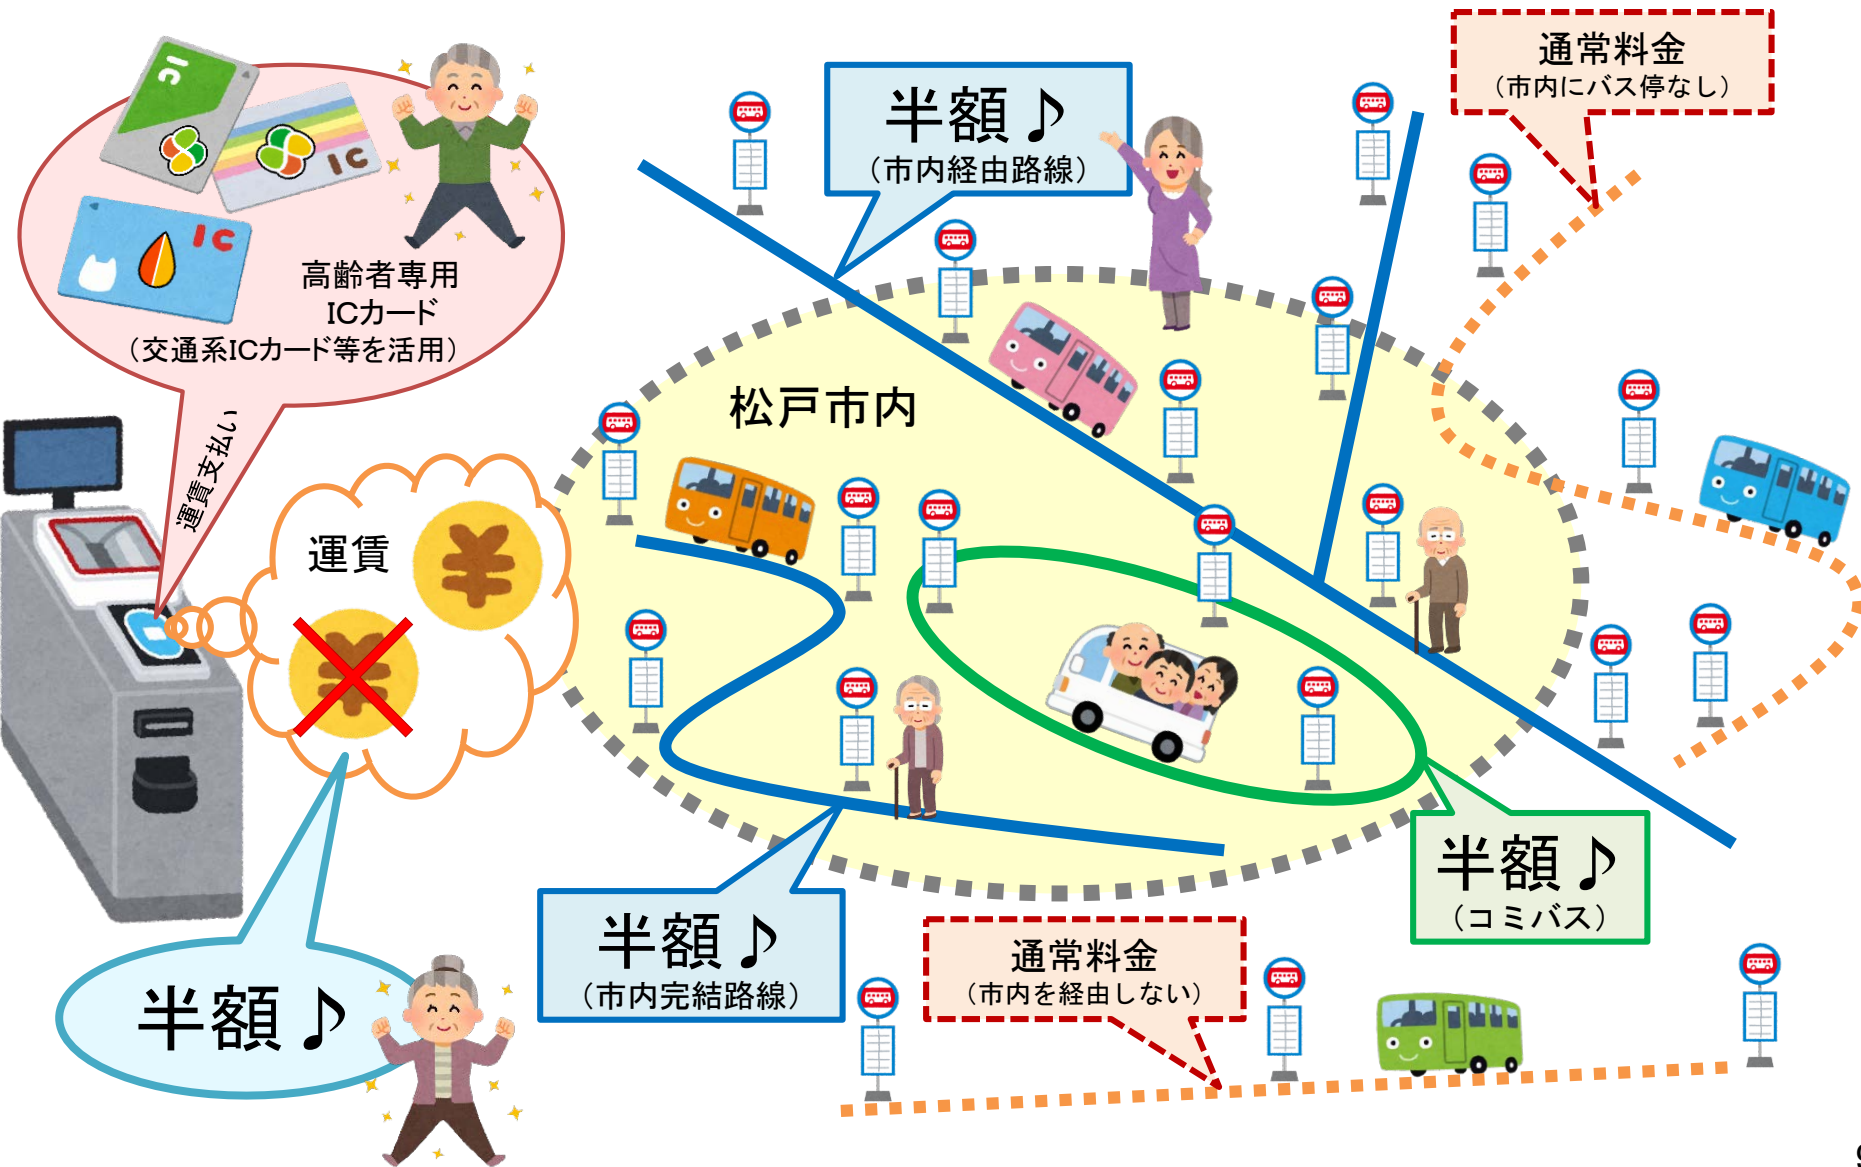 IC
IC
IC
高齢者専用
ICカード
（交通系ICカード等を活用）
運賃支払い
運賃
¥
¥
半額♪
半額♪
（市内経由路線）
通常料金
（市内にバス停なし）
松戸市内
半額♪
（コミバス）
半額♪
（市内完結路線）
通常料金
（市内を経由しない）